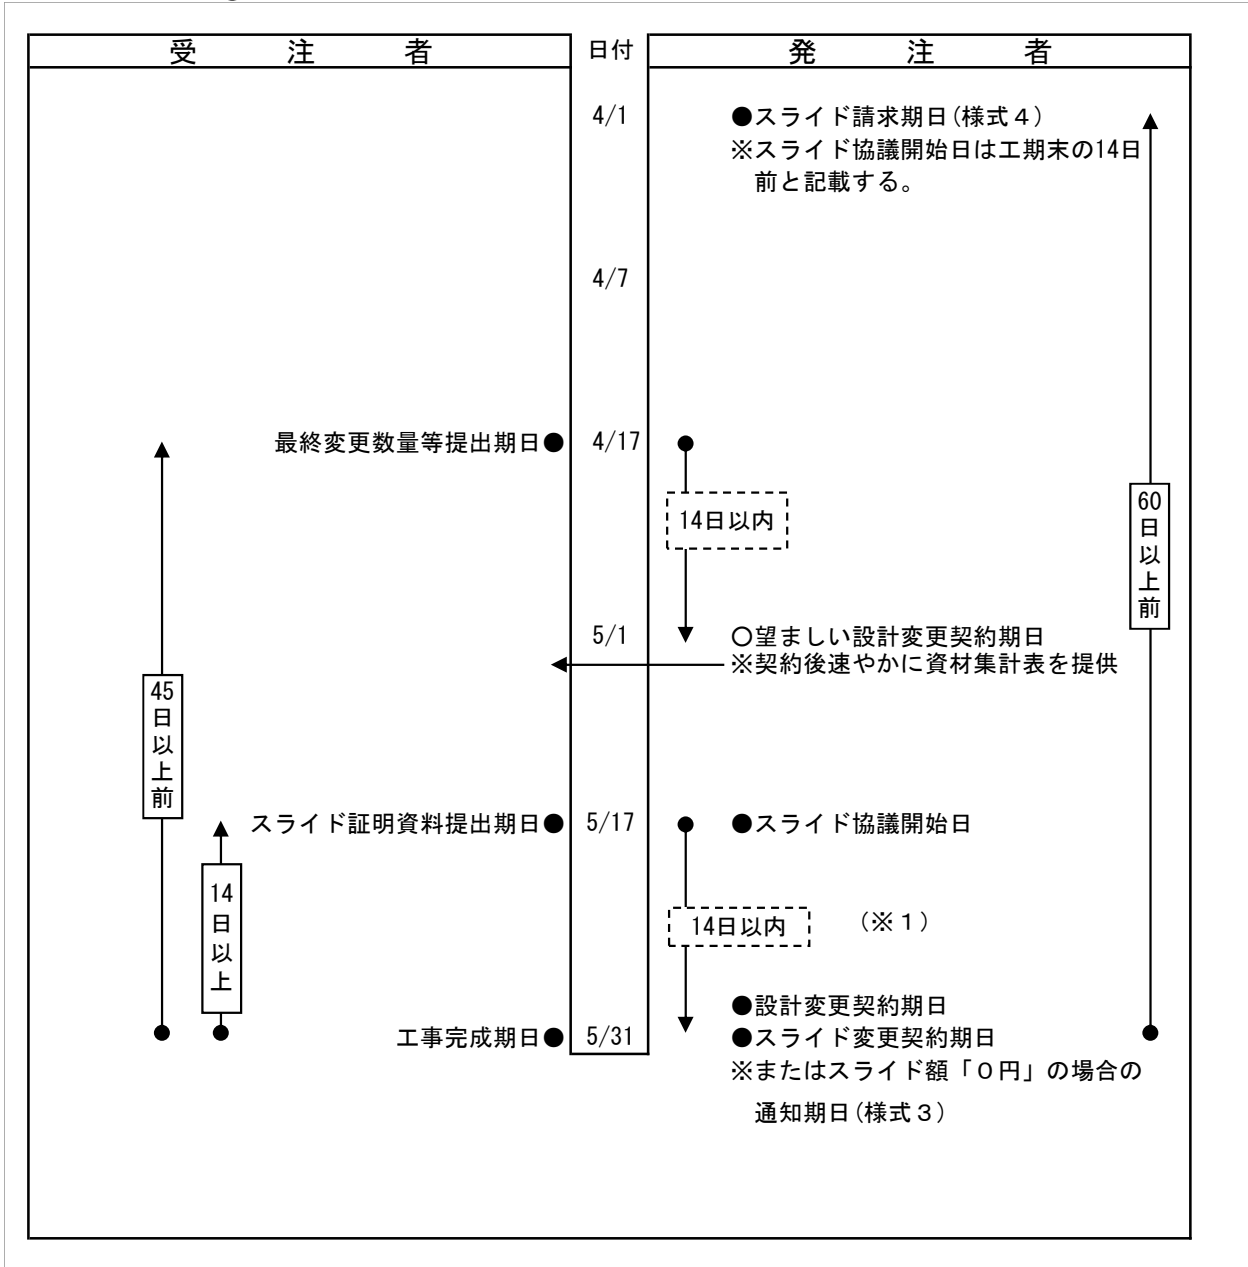 受注者 日付 発注者
4/1 ●スライド請求期日(様式４)
※スライド協議開始日は工期末の14日
前と記載する。
4/7
最終変更数量等提出期日● 4/17
14日以内
60日以上前
5/1 〇望ましい設計変更契約期日
※契約後速やかに資材集計表を提供
45日以上前
スライド証明資料提出期日● 5/17 ●スライド協議開始日
14日以上
14日以内 (※１)
●設計変更契約期日
工事完成期日● 5/31 ●スライド変更契約期日
※またはスライド額「０円」の場合の
通知期日(様式３)